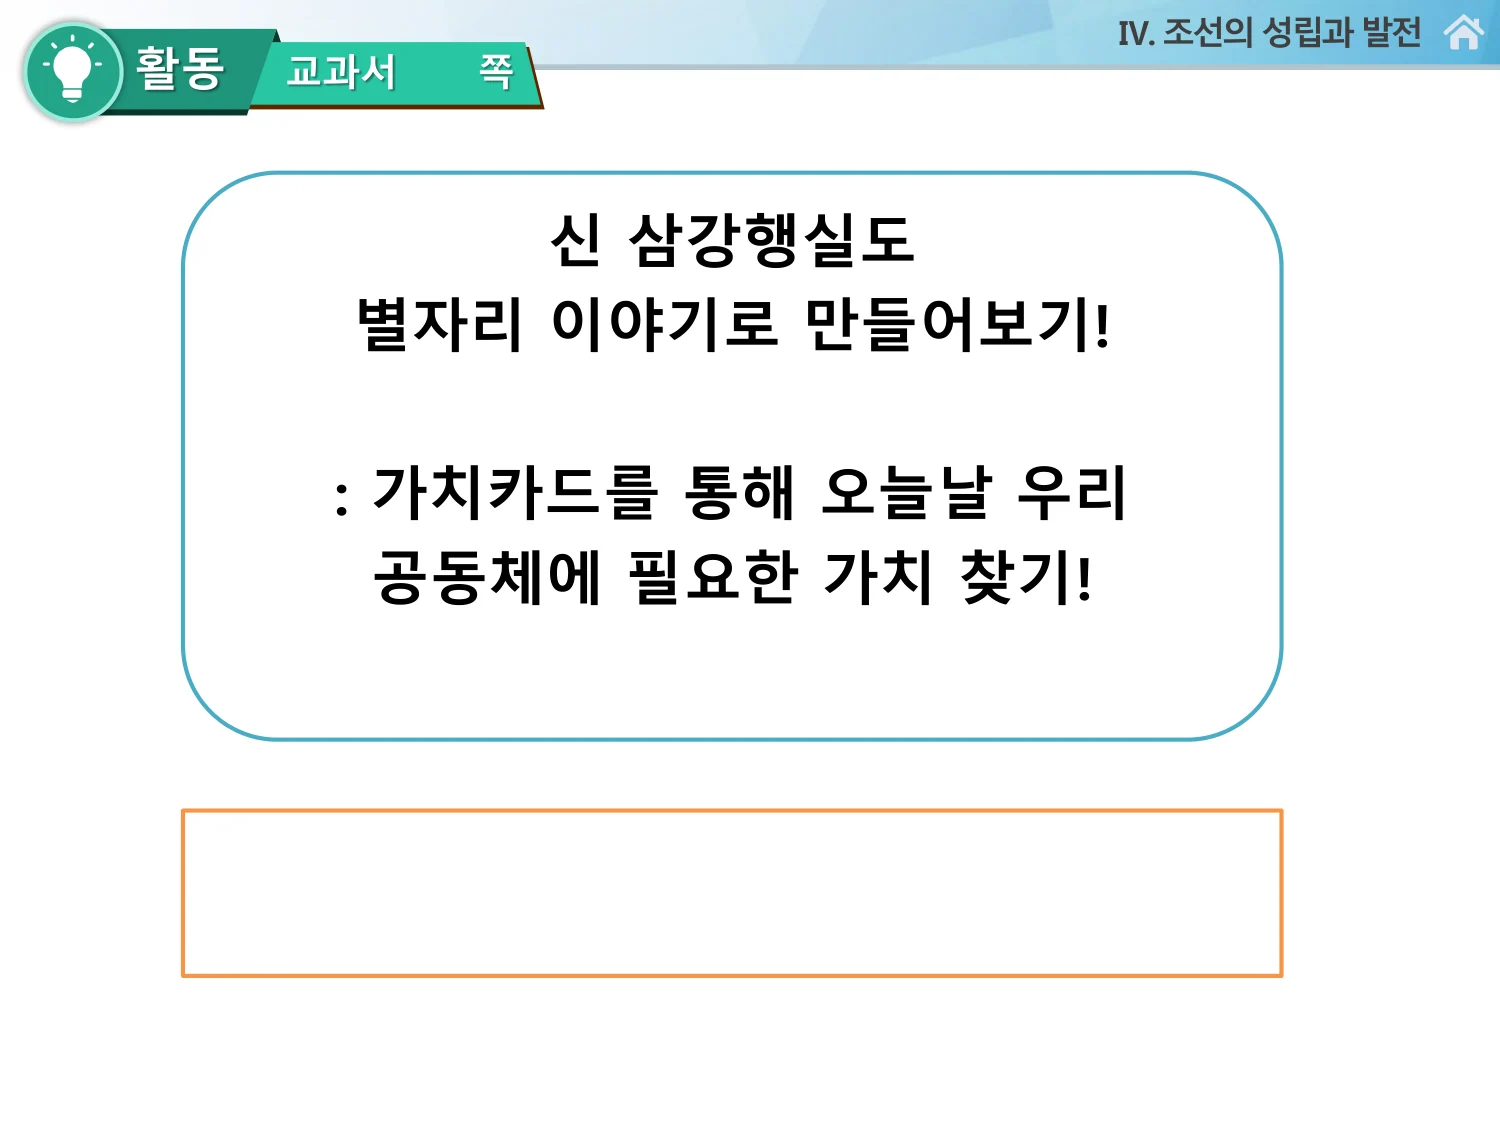 IV. 조선의 성립과 발전
활동
교과서 쪽
신 삼강행실도
별자리 이야기로 만들어보기!
: 가치카드를 통해 오늘날 우리
공동체에 필요한 가치 찾기!